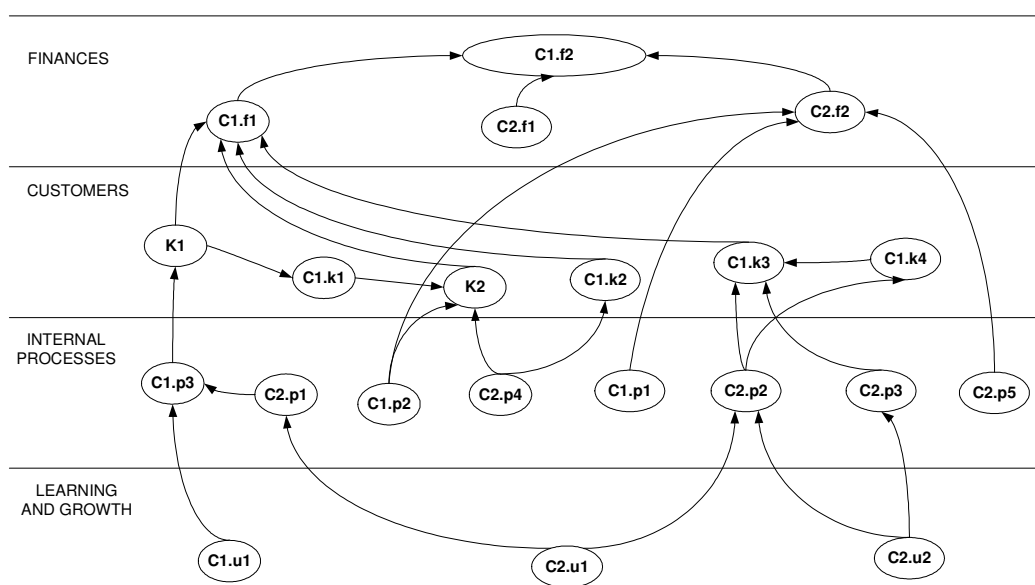 FINANCES
C1.f2
C1.f1
C2.f1
C2.f2
CUSTOMERS
K1
C1.k1
K2
C1.k2
C1.k3
C1.k4
INTERNAL
PROCESSES
C1.p3
C2.p1
C1.p2
C2.p4
C1.p1
C2.p2
C2.p3
C2.p5
LEARNING
AND GROWTH
C1.u1
C2.u1
C2.u2